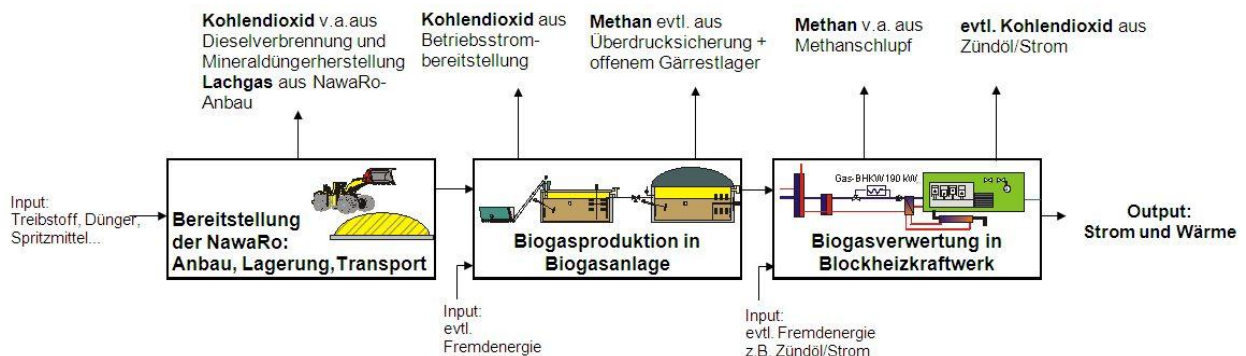 Kohlendioxid v.a.aus
Dieselverbrennung und
Mineraldüngerherstellung
Lachgas aus NawaRo-
Anbau
Kohlendioxid aus
Betriebsstrom-
bereitstellung
Methan evtl. aus
Überdrucksicherung +
offenem Gärrestlager
Methan v.a. aus
Methanschlupf
evtl. Kohlendioxid aus
Zündöl/Strom
Input:
Treibstoff, Dünger,
Spritzmittel...
Bereitstellung
der NawaRo:
Anbau, Lagerung,Transport
Biogasproduktion in
Biogasanlage
Gas-BHKW 190 kW
Biogasverwertung in
Blockheizkraftwerk
Output:
Strom und Wärme
Input:
evtl.
Fremdenergie
Input:
evtl. Fremdenergie
z.B. Zündöl/Strom